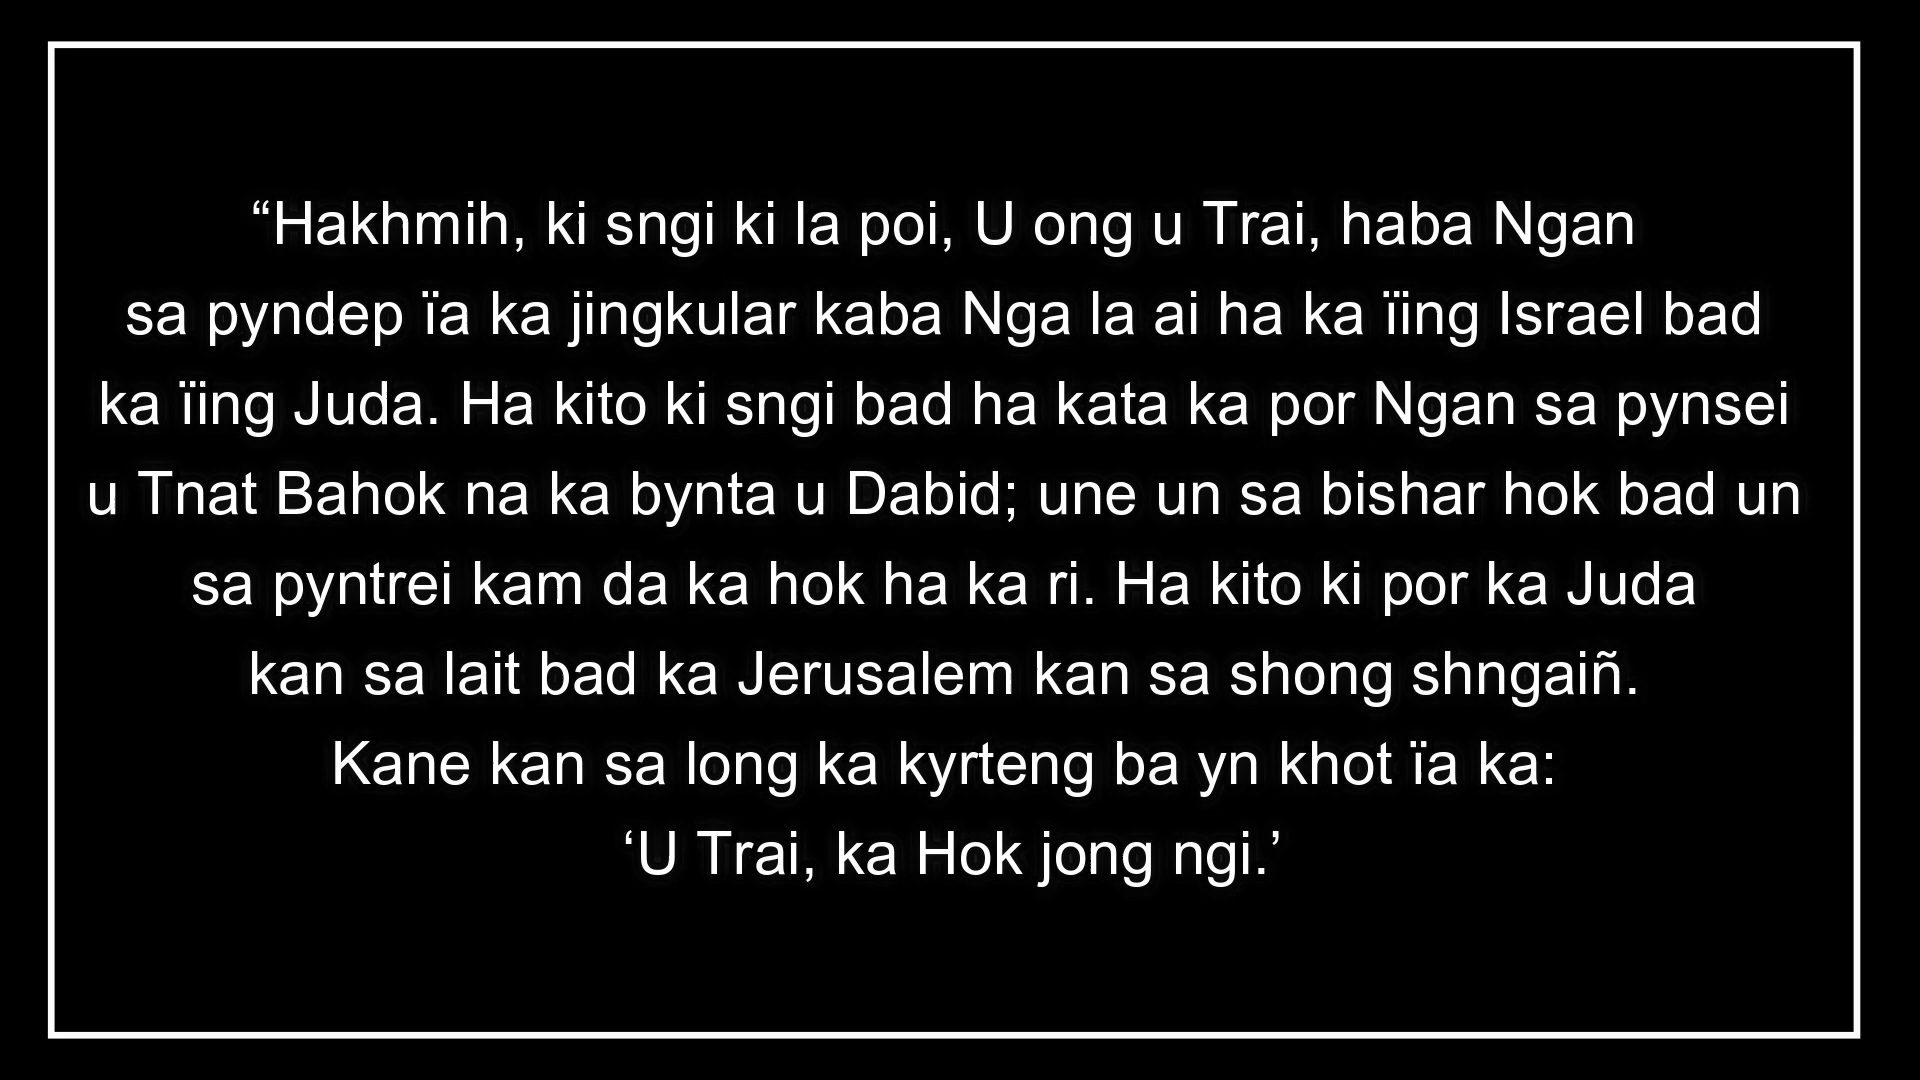 “Hakhmih, ki sngi ki la poi, U ong u Trai, haba Ngan
sa pyndep ïa ka jingkular kaba Nga la ai ha ka ïing Israel bad
ka ïing Juda. Ha kito ki sngi bad ha kata ka por Ngan sa pynsei
u Tnat Bahok na ka bynta u Dabid; une un sa bishar hok bad un
sa pyntrei kam da ka hok ha ka ri. Ha kito ki por ka Juda
kan sa lait bad ka Jerusalem kan sa shong shngaiñ.
Kane kan sa long ka kyrteng ba yn khot ïa ka:
‘U Trai, ka Hok jong ngi.’